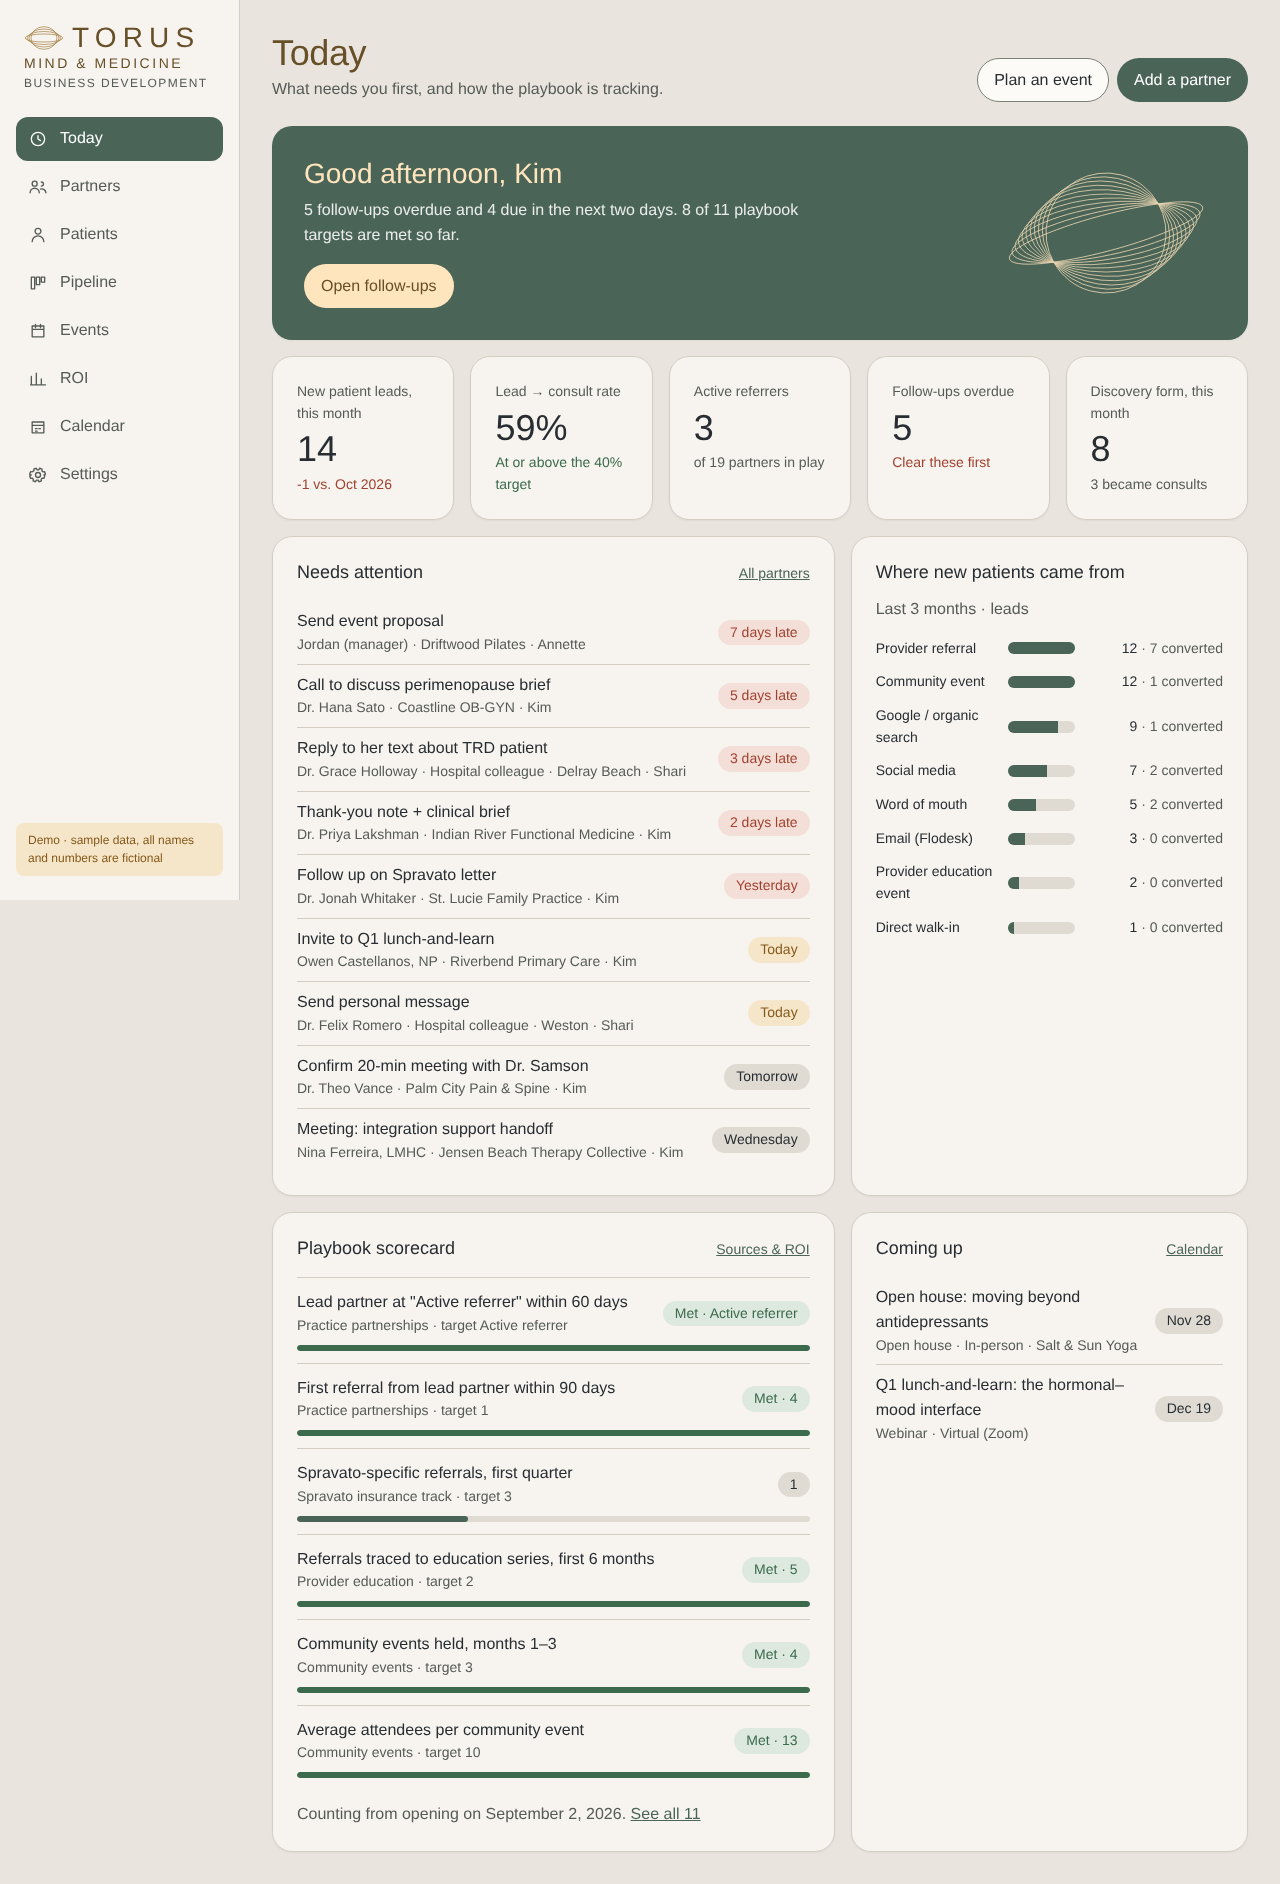 TORUS
MIND & MEDICINE
BUSINESS DEVELOPMENT
Today
Partners
Patients
Pipeline
Events
ROI
Calendar
Settings
Demo · sample data, all names
and numbers are fictional
Today
What needs you first, and how the playbook is tracking.
Plan an event
Add a partner
Good afternoon, Kim
5 follow-ups overdue and 4 due in the next two days. 8 of 11 playbook
targets are met so far.
Open follow-ups
New patient leads,
this month
14
-1 vs. Oct 2026
Lead → consult rate
59%
At or above the 40%
target
Active referrers
3
of 19 partners in play
Follow-ups overdue
5
Clear these first
Discovery form, this
month
8
3 became consults
Needs attention
All partners
Send event proposal
Jordan (manager) · Driftwood Pilates · Annette
7 days late
Call to discuss perimenopause brief
Dr. Hana Sato · Coastline OB-GYN · Kim
5 days late
Reply to her text about TRD patient
Dr. Grace Holloway · Hospital colleague · Delray Beach · Shari
3 days late
Thank-you note + clinical brief
Dr. Priya Lakshman · Indian River Functional Medicine · Kim
2 days late
Follow up on Spravato letter
Dr. Jonah Whitaker · St. Lucie Family Practice · Kim
Yesterday
Invite to Q1 lunch-and-learn
Owen Castellanos, NP · Riverbend Primary Care · Kim
Today
Send personal message
Dr. Felix Romero · Hospital colleague · Weston · Shari
Today
Confirm 20-min meeting with Dr. Samson
Dr. Theo Vance · Palm City Pain & Spine · Kim
Tomorrow
Meeting: integration support handoff
Nina Ferreira, LMHC · Jensen Beach Therapy Collective · Kim
Wednesday
Where new patients came from
Last 3 months · leads
Provider referral
12 · 7 converted
Community event
12 · 1 converted
Google / organic
search
9 · 1 converted
Social media
7 · 2 converted
Word of mouth
5 · 2 converted
Email (Flodesk)
3 · 0 converted
Provider education
event
2 · 0 converted
Direct walk-in
1 · 0 converted
Playbook scorecard
Sources & ROI
Lead partner at "Active referrer" within 60 days
Practice partnerships · target Active referrer
Met · Active referrer
First referral from lead partner within 90 days
Practice partnerships · target 1
Met · 4
Spravato-specific referrals, first quarter
Spravato insurance track · target 3
1
Referrals traced to education series, first 6 months
Provider education · target 2
Met · 5
Community events held, months 1–3
Community events · target 3
Met · 4
Average attendees per community event
Community events · target 10
Met · 13
Counting from opening on September 2, 2026. See all 11
Coming up
Calendar
Open house: moving beyond
antidepressants
Open house · In-person · Salt & Sun Yoga
Nov 28
Q1 lunch-and-learn: the hormonal–
mood interface
Webinar · Virtual (Zoom)
Dec 19